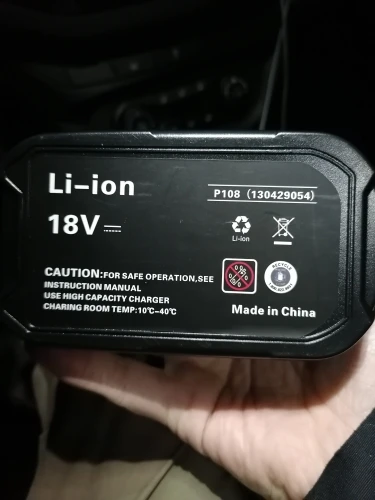 Li-ion
P108 (130429054)
18V
Li-ion
CAUTION:FOR SAFE OPERATION,SEE
INSTRUCTION MANUAL
USE HIGH CAPACITY CHARGER
CHARING ROOM TEMP:10℃-40℃
RECYCLE
Made in China